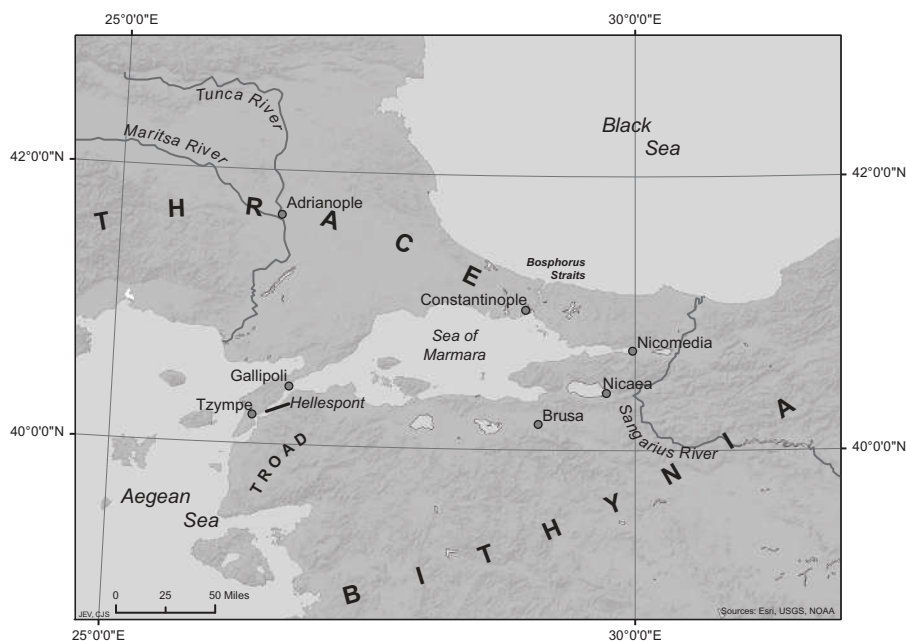 25°0'0"E
30°0'0"E
Tunca River
Black
Sea
Maritsa River
42°0'0"N
42°0'0"N
Adrianople
THRACE
Bosphorus
Straits
Constantinople
Sea of
Marmara
Nicomedia
Gallipoli
Nicaea
Tzympe
Hellespont
Brusa
40°0'0"N
40°0'0"N
Sangarius River
TROAD
Aegean
Sea
BITHYNIA
0 25 50 Miles
JEV, CJS
Sources: Esri, USGS, NOAA
25°0'0"E
30°0'0"E